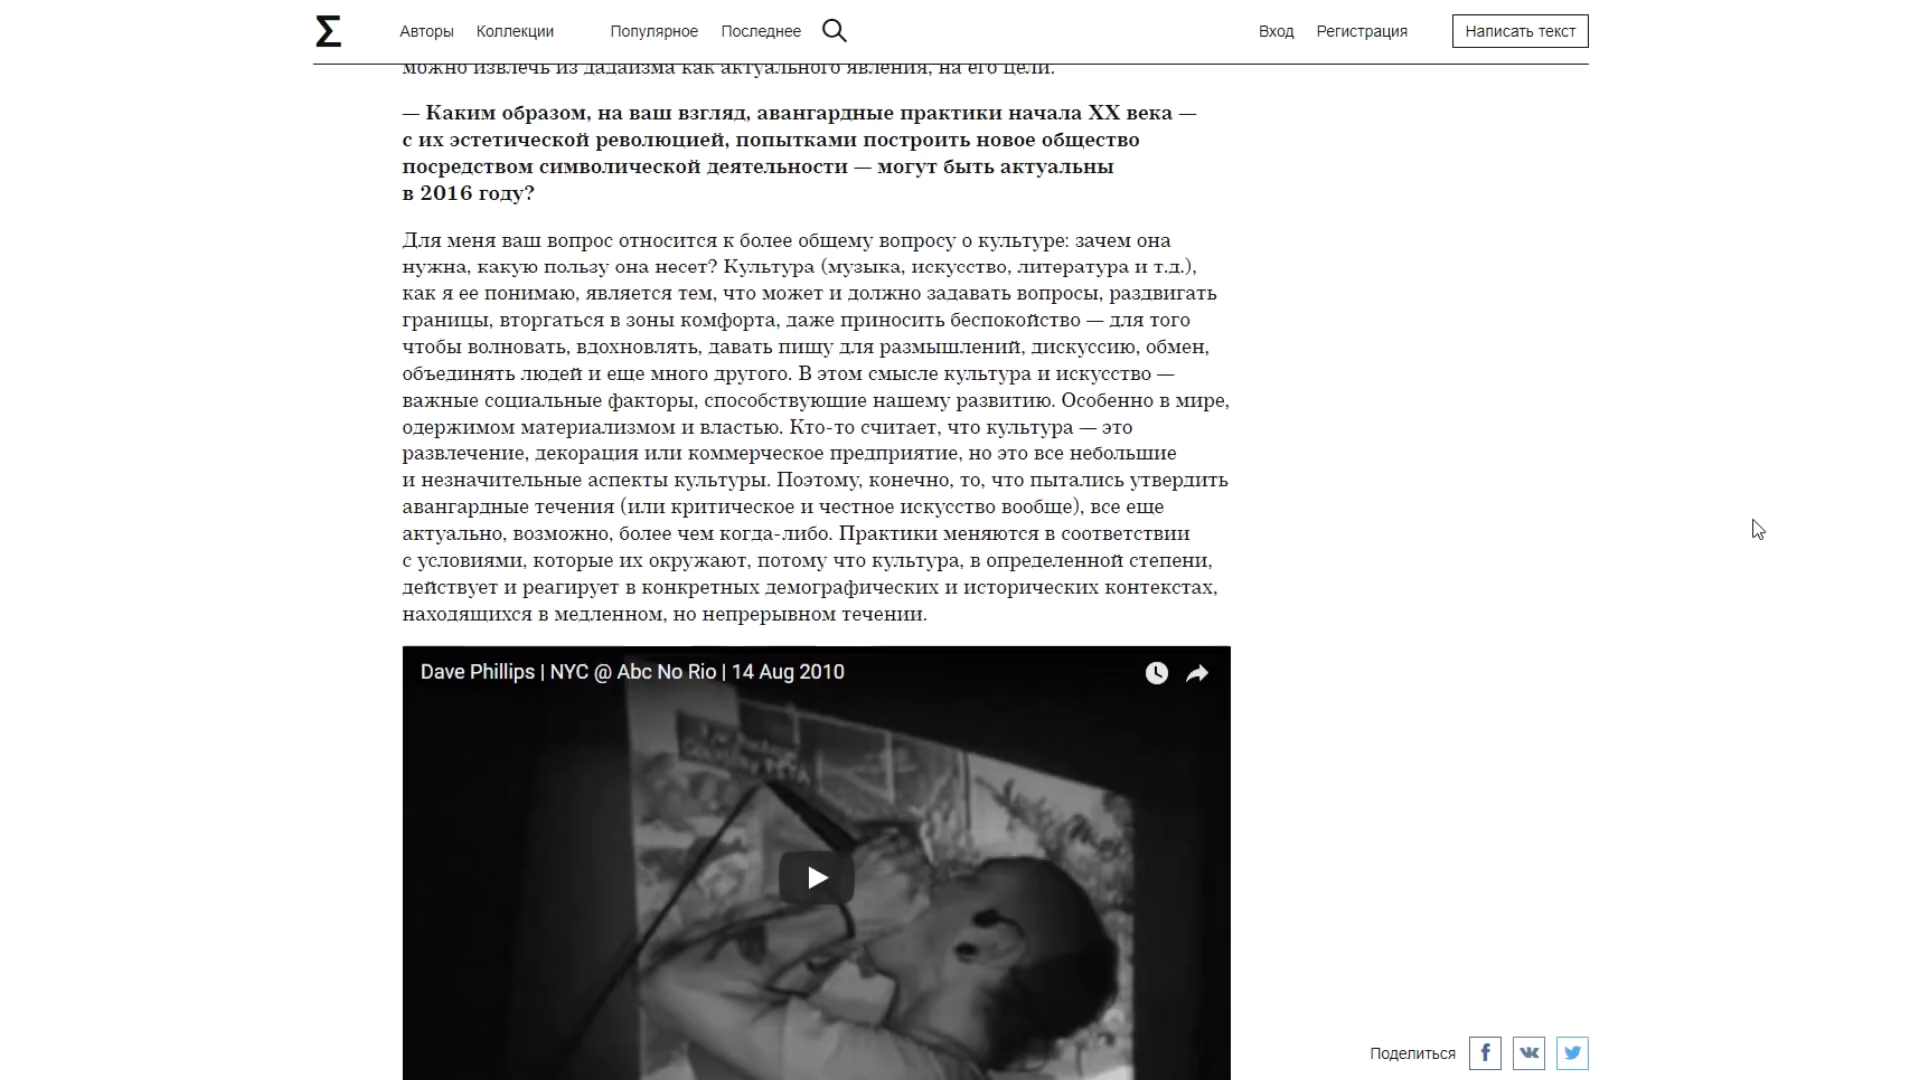 Σ Авторы Коллекции Популярное Последнее Вход Регистрация Написать текст
можно извлечь из дадаизма как актуального явления, на его цели.
— Каким образом, на ваш взгляд, авангардные практики начала XX века —
с их эстетической революцией, попытками построить новое общество
посредством символической деятельности — могут быть актуальны
в 2016 году?
Для меня ваш вопрос относится к более общему вопросу о культуре: зачем она
нужна, какую пользу она несет? Культура (музыка, искусство, литература и т.д.),
как я ее понимаю, является тем, что может и должно задавать вопросы, раздвигать
границы, вторгаться в зоны комфорта, даже приносить беспокойство — для того
чтобы волновать, вдохновлять, давать пищу для размышлений, дискуссию, обмен,
объединять людей и еще много другого. В этом смысле культура и искусство —
важные социальные факторы, способствующие нашему развитию. Особенно в мире,
одержимом материализмом и властью. Кто-то считает, что культура — это
развлечение, декорация или коммерческое предприятие, но это все небольшие
и незначительные аспекты культуры. Поэтому, конечно, то, что пытались утвердить
авангардные течения (или критическое и честное искусство вообще), все еще
актуально, возможно, более чем когда-либо. Практики меняются в соответствии
с условиями, которые их окружают, потому что культура, в определенной степени,
действует и реагирует в конкретных демографических и исторических контекстах,
находящихся в медленном, но непрерывном течении.
Dave Phillips | NYC @ Abc No Rio | 14 Aug 2010
Поделиться